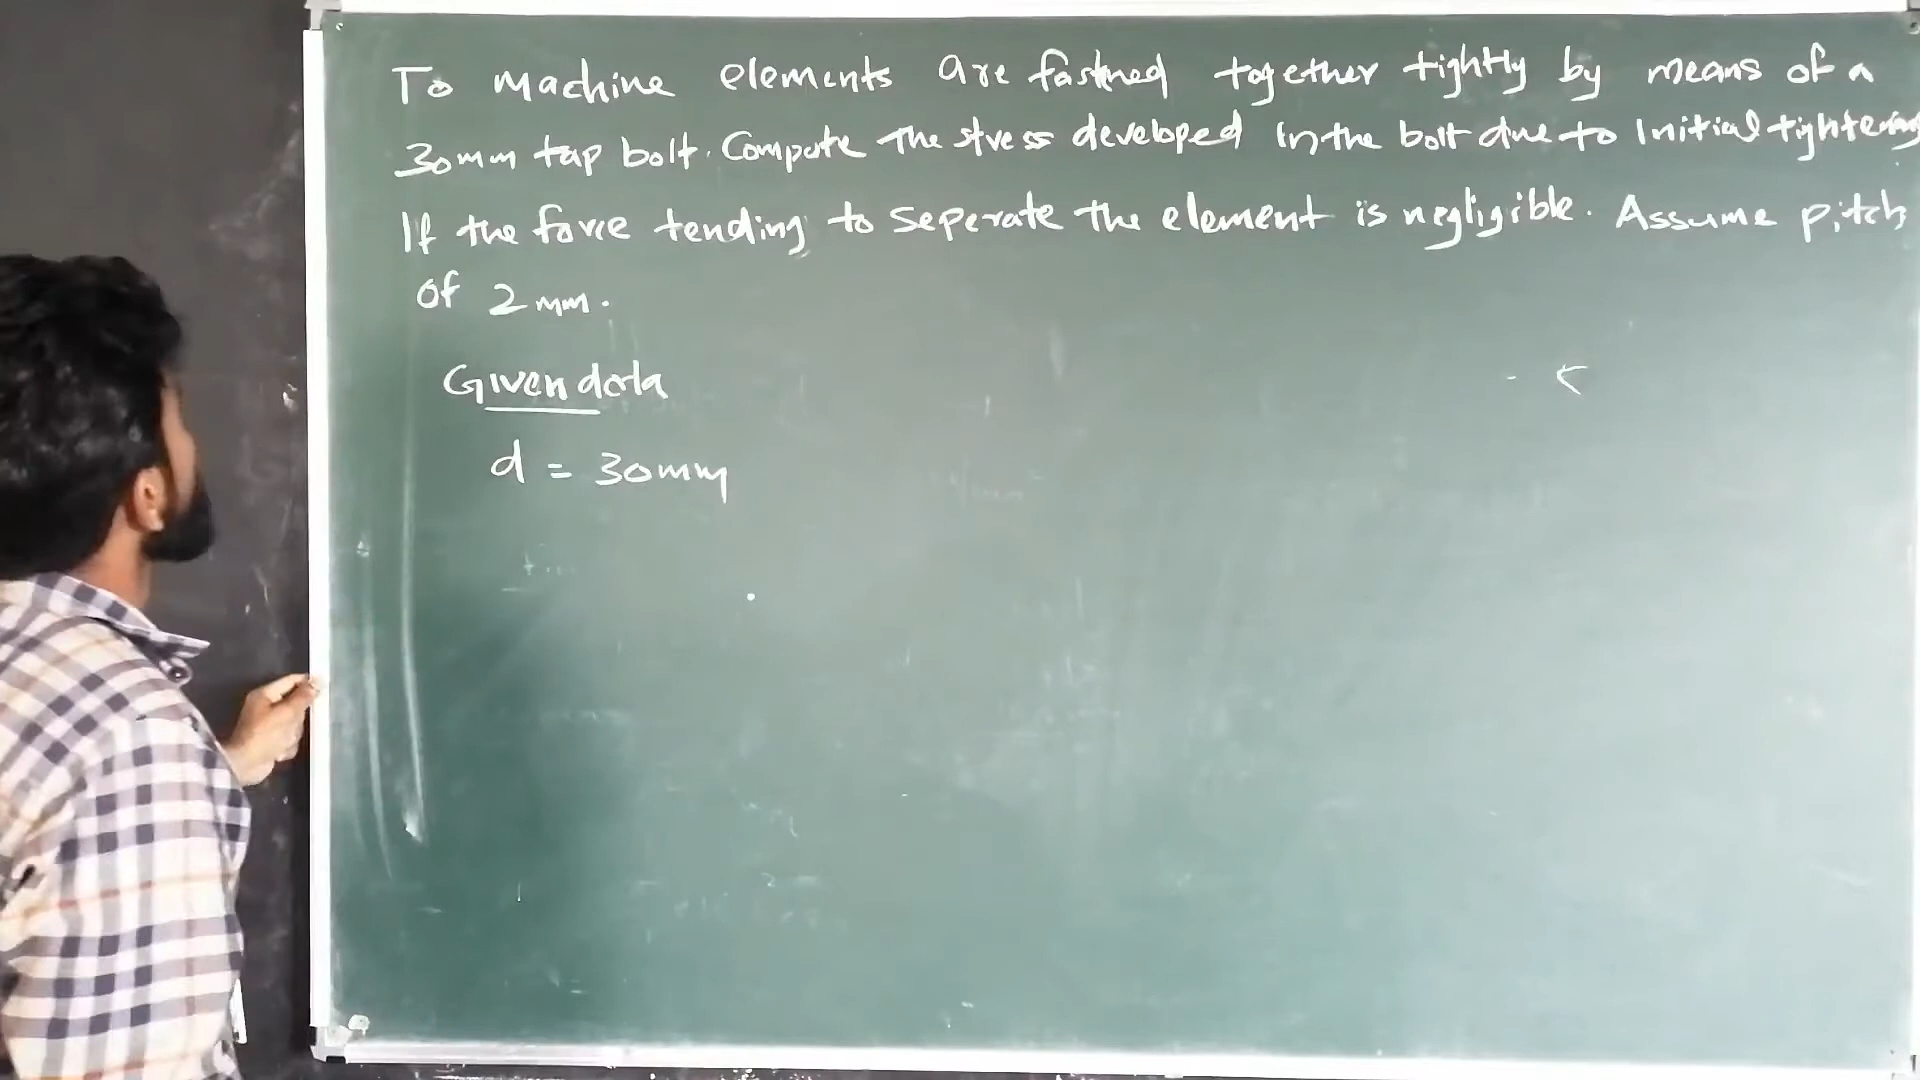 To machine elements are fastned together tightly by means of a
30mm tap bolt. Compute the stress developed in the bolt due to Initial tightening
If the force tending to seperate the element is negligible. Assume pitch
of 2 mm.
Given data
d = 30mm